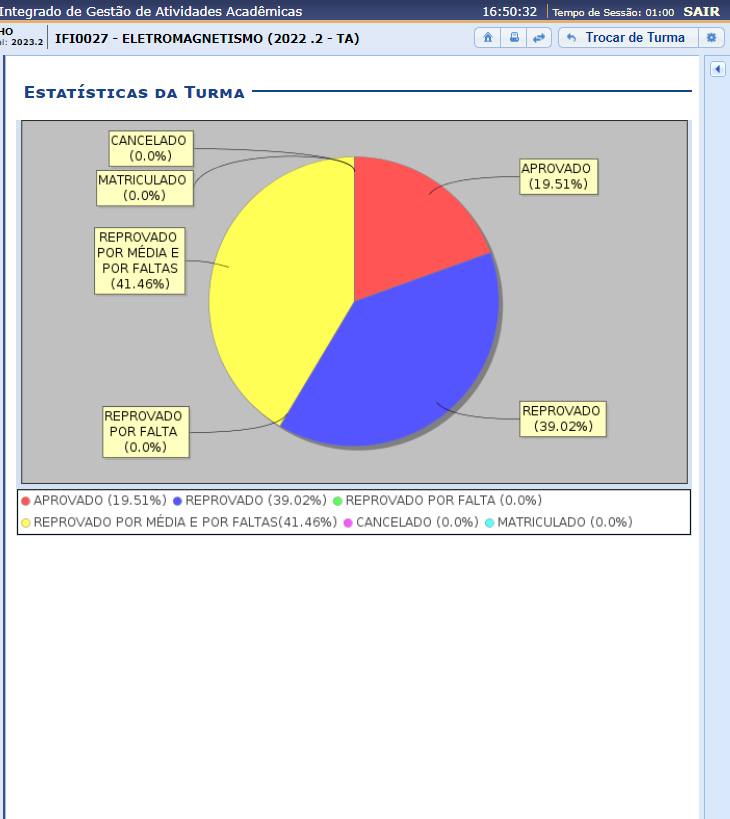 Integrado de Gestão de Atividades Acadêmicas 16:50:32 Tempo de Sessão: 01:00 SAIR
HO
el: 2023.2
IFI0027 - ELETROMAGNETISMO (2022 .2 - TA)
Trocar de Turma
Estatísticas da Turma
CANCELADO
(0.0%)
MATRICULADO
(0.0%)
APROVADO
(19.51%)
REPROVADO
POR MÉDIA E
POR FALTAS
(41.46%)
REPROVADO
POR FALTA
(0.0%)
REPROVADO
(39.02%)
APROVADO (19.51%) REPROVADO (39.02%) REPROVADO POR FALTA (0.0%)
REPROVADO POR MÉDIA E POR FALTAS(41.46%) CANCELADO (0.0%) MATRICULADO (0.0%)